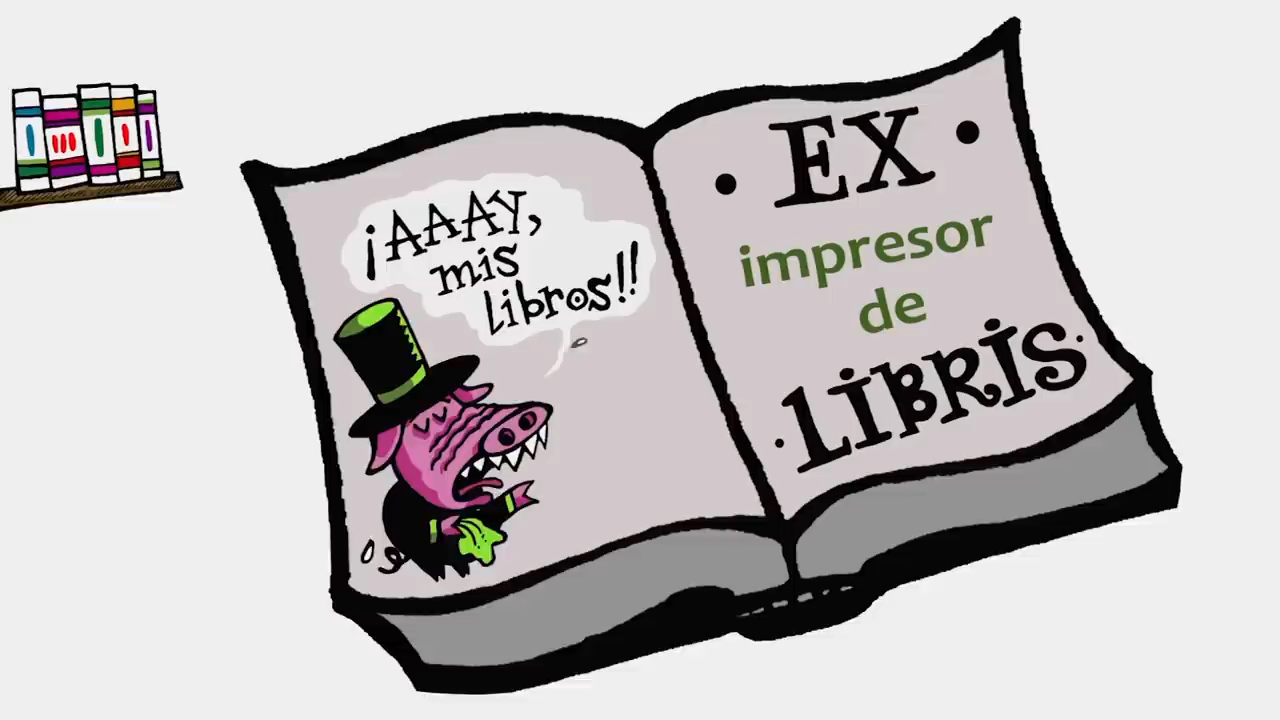 ¡AAAY,
mis
Libros!!
• EX •
impresor
de
·LiBRiS·